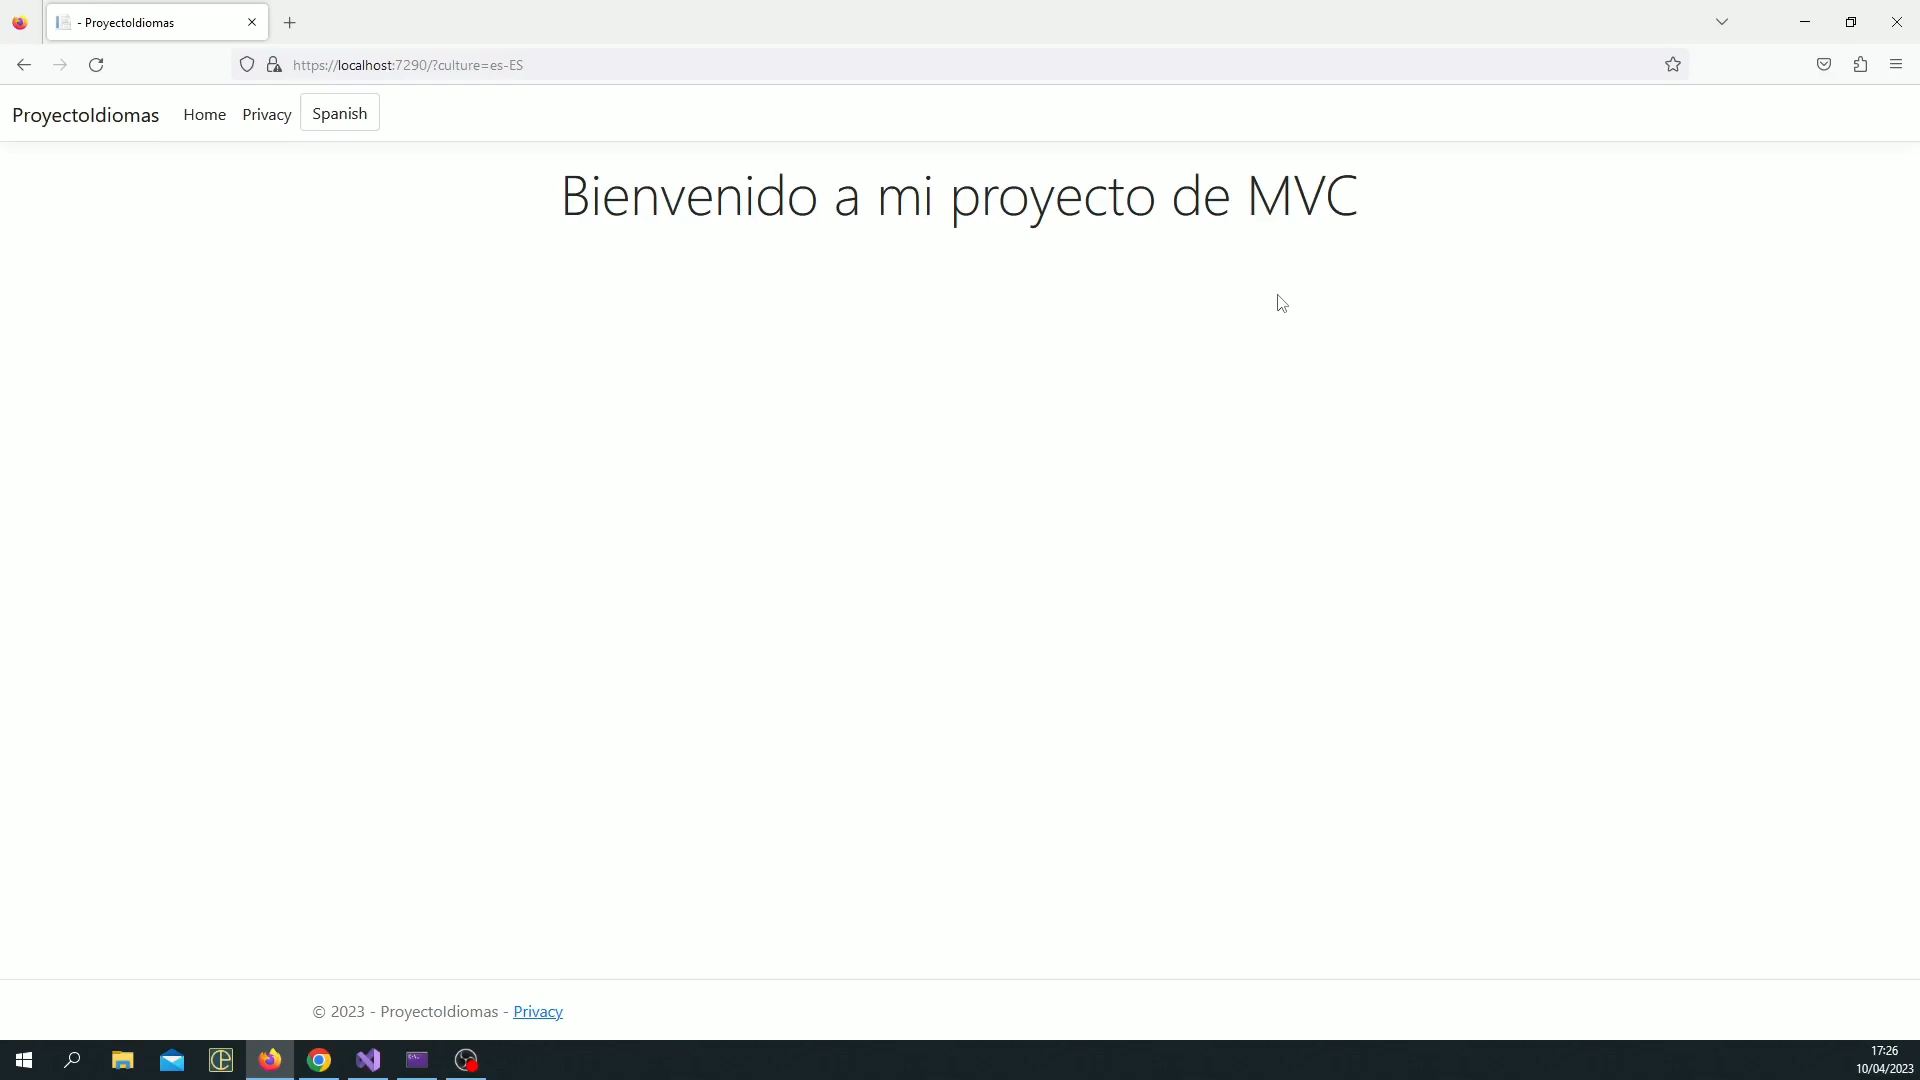 - ProyectoIdiomas
https://localhost:7290/?culture=es-ES
ProyectoIdiomas Home Privacy Spanish
Bienvenido a mi proyecto de MVC
© 2023 - ProyectoIdiomas - Privacy
17:26
10/04/2023